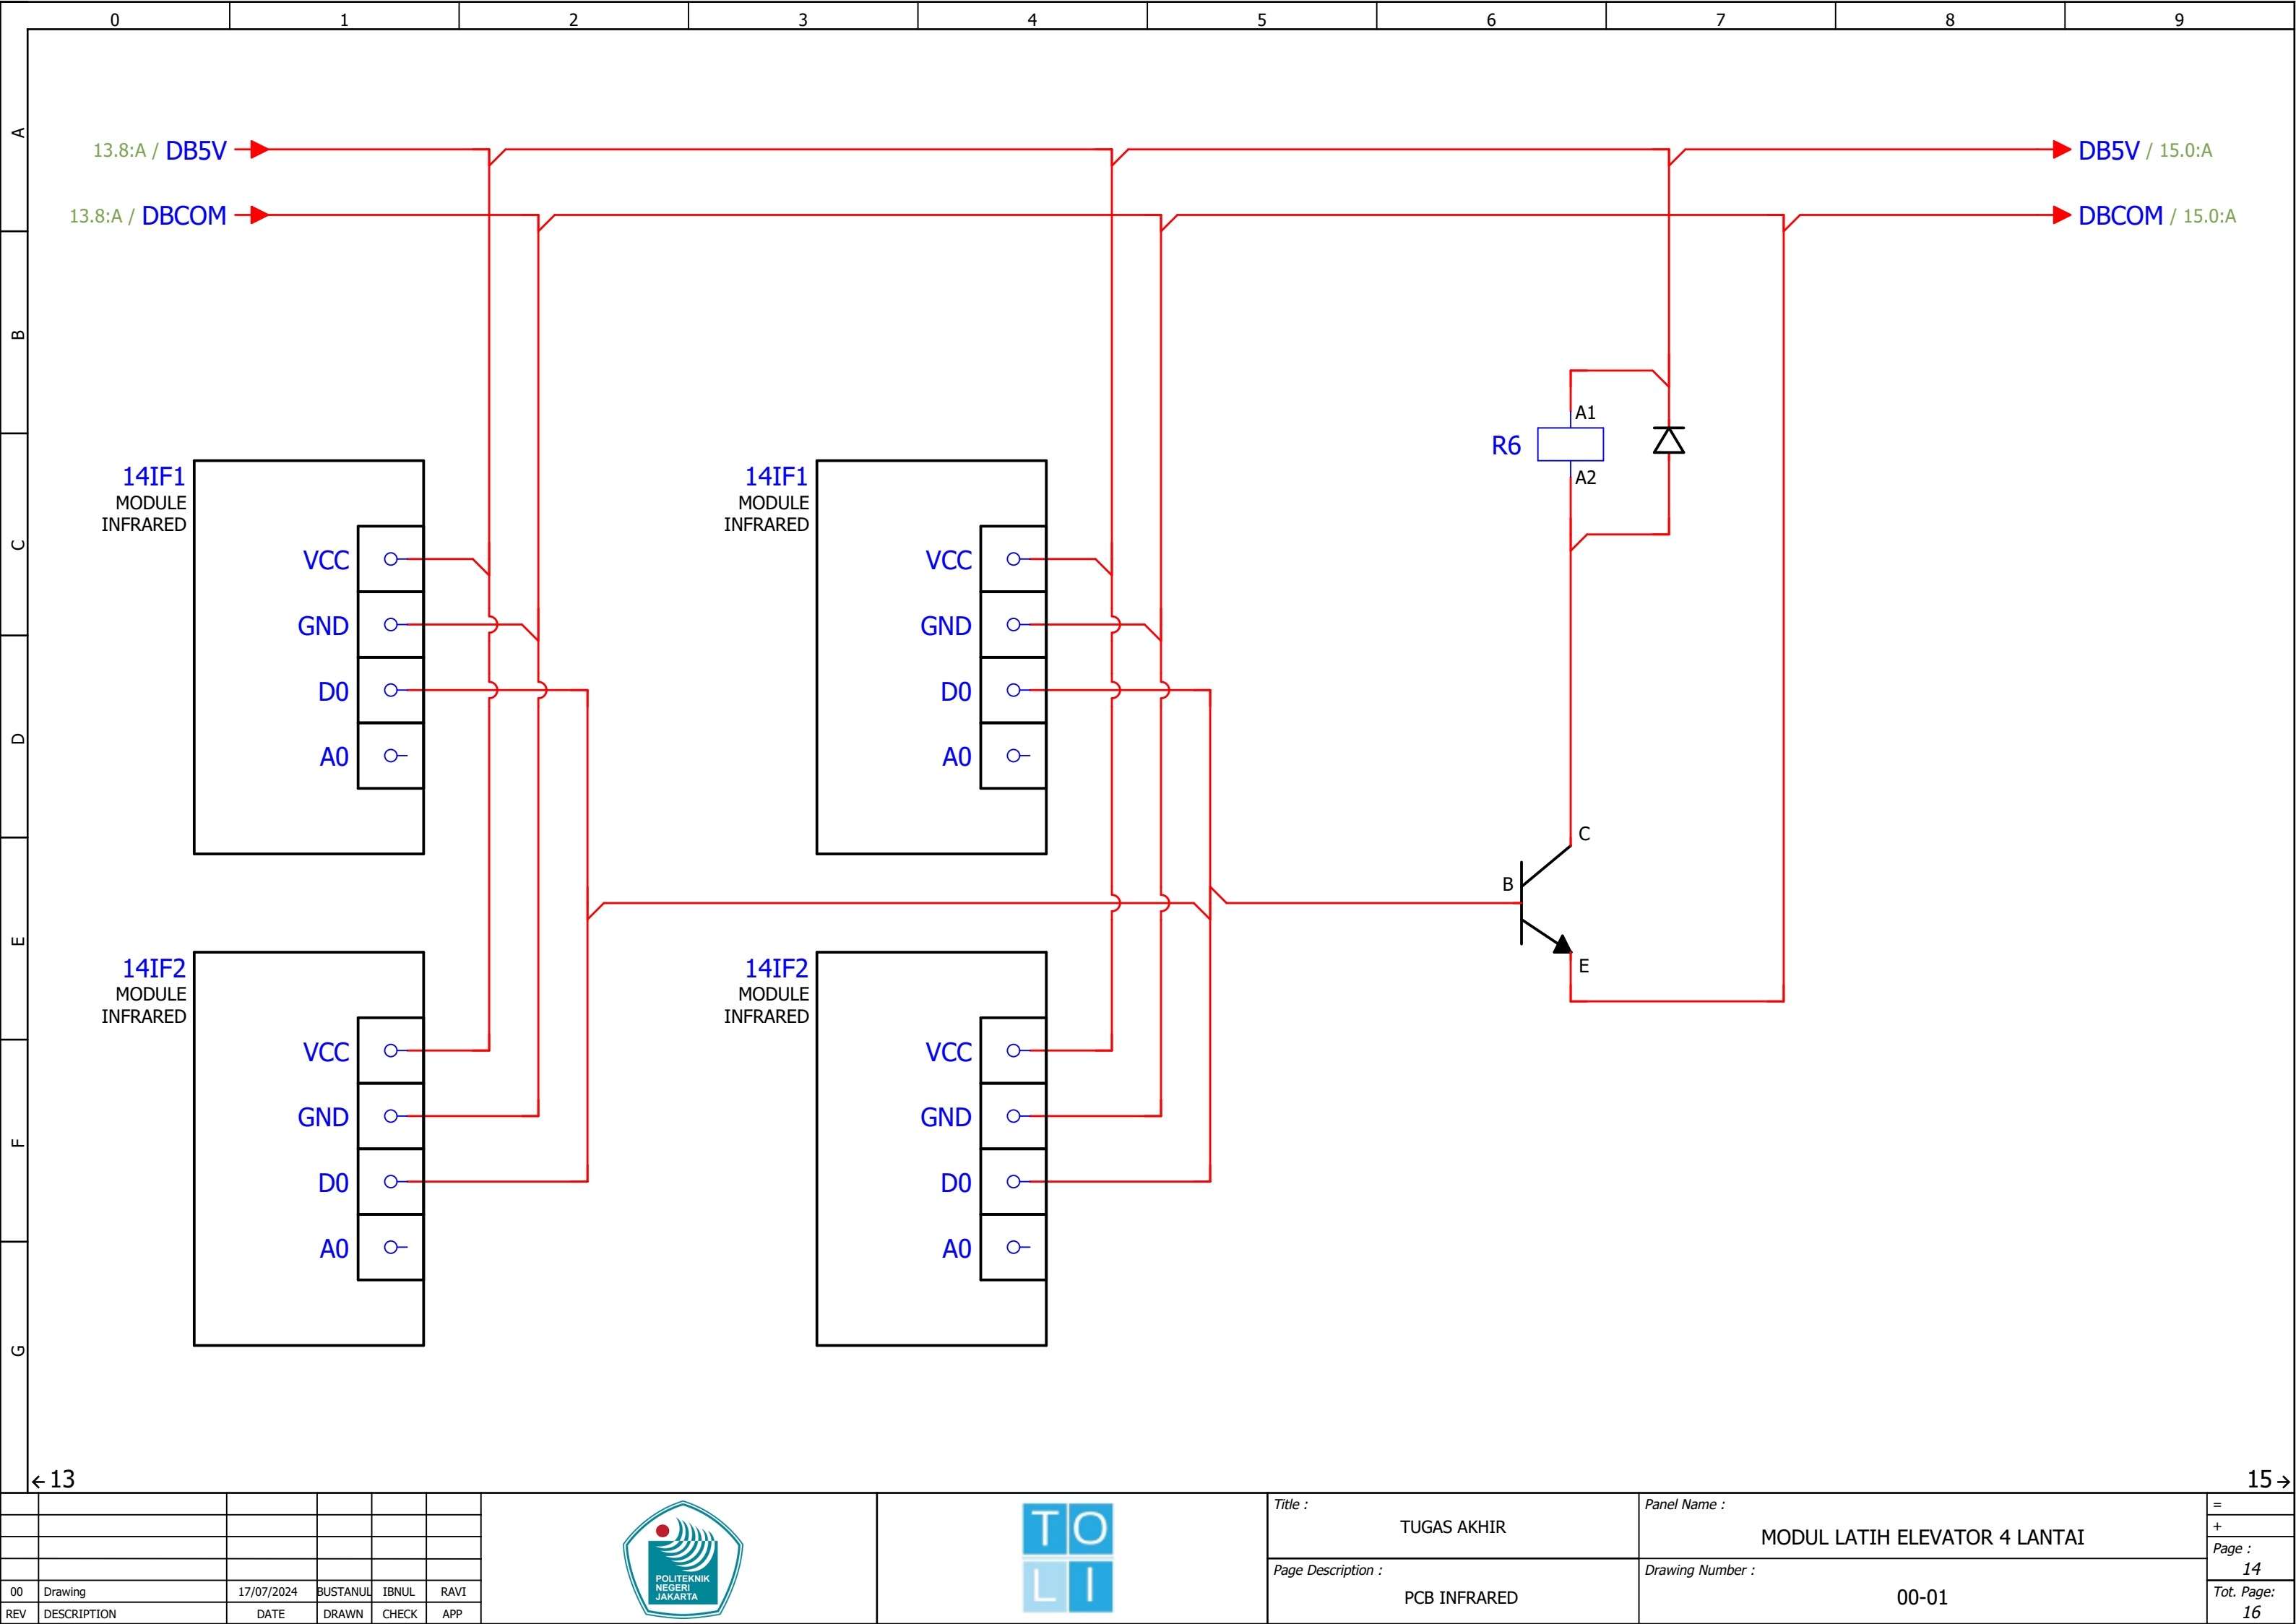 0 1 2 3 4 5 6 7 8 9
A
B
C
D
E
F
G
13.8:A / DB5V
DB5V / 15.0:A
13.8:A / DBCOM
DBCOM / 15.0:A
14IF1
MODULE
INFRARED
VCC
GND
D0
A0
14IF1
MODULE
INFRARED
VCC
GND
D0
A0
R6
A1
A2
C
B
E
14IF2
MODULE
INFRARED
VCC
GND
D0
A0
14IF2
MODULE
INFRARED
VCC
GND
D0
A0
←13
15→
00 Drawing 17/07/2024 BUSTANUL IBNUL RAVI
REV DESCRIPTION DATE DRAWN CHECK APP
POLITEKNIK
NEGERI
JAKARTA
TO
LI
Title :
TUGAS AKHIR
Page Description :
PCB INFRARED
Panel Name :
MODUL LATIH ELEVATOR 4 LANTAI
Drawing Number :
00-01
=
+
Page :
14
Tot. Page:
16